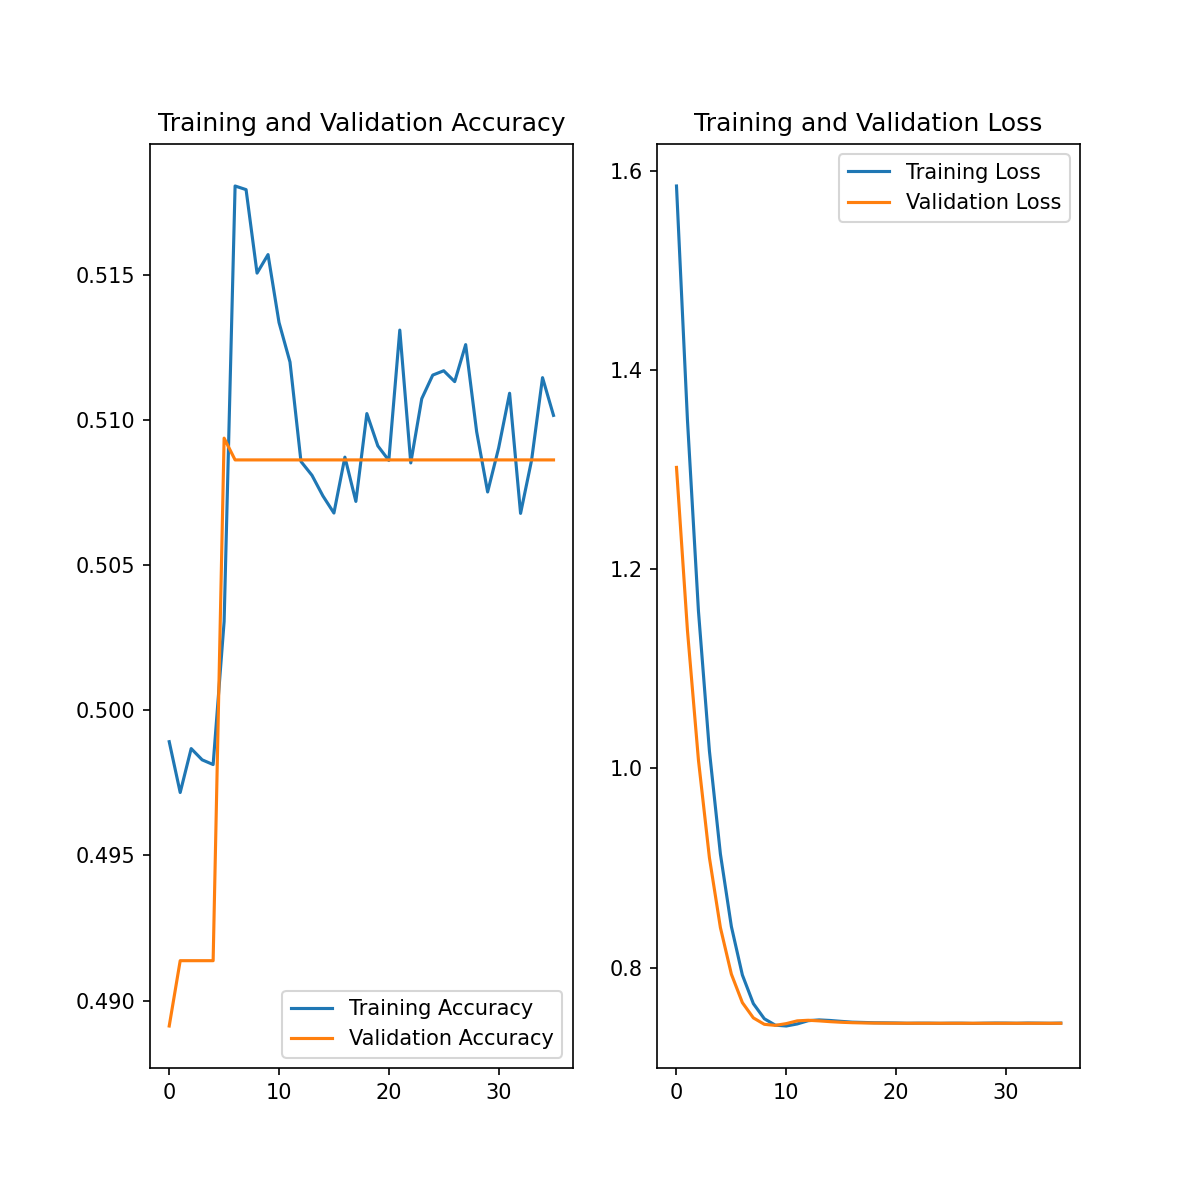 Training and Validation Accuracy
0.515
0.510
0.505
0.500
0.495
0.490
0 10 20 30
Training Accuracy
Validation Accuracy
Training and Validation Loss
1.6
1.4
1.2
1.0
0.8
0 10 20 30
Training Loss
Validation Loss